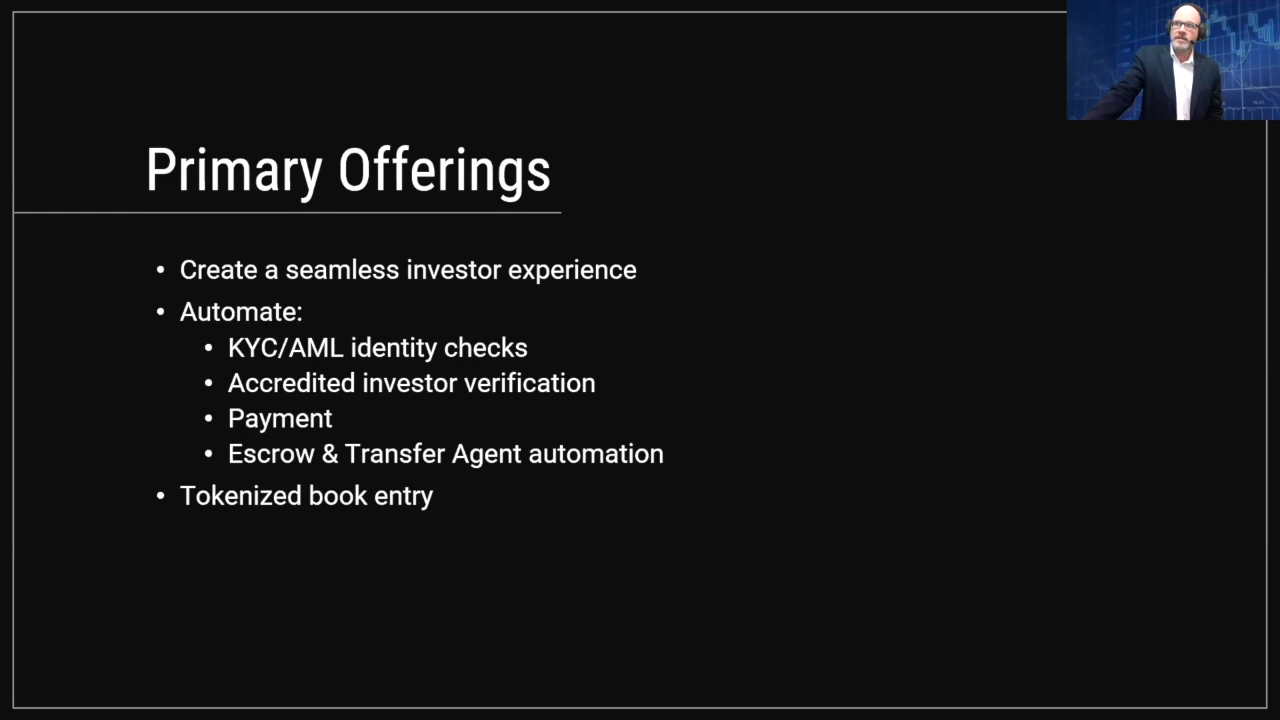 Primary Offerings
• Create a seamless investor experience
• Automate:
• KYC/AML identity checks
• Accredited investor verification
• Payment
• Escrow & Transfer Agent automation
• Tokenized book entry